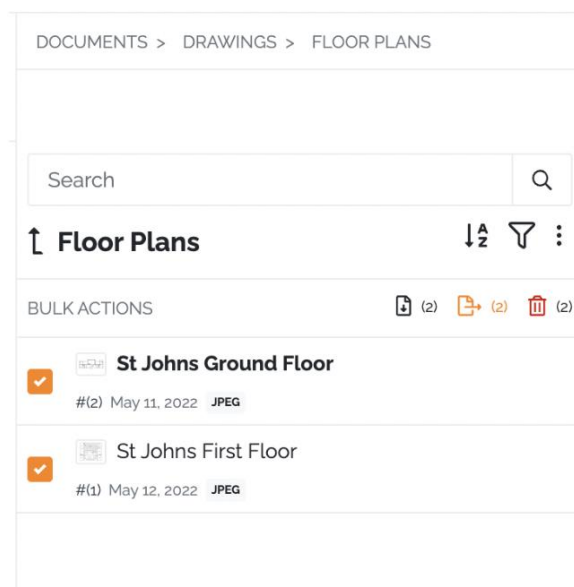 DOCUMENTS > DRAWINGS > FLOOR PLANS
Search
Floor Plans
BULK ACTIONS (2) (2) (2)
St Johns Ground Floor
#(2) May 11, 2022 JPEG
St Johns First Floor
#(1) May 12, 2022 JPEG